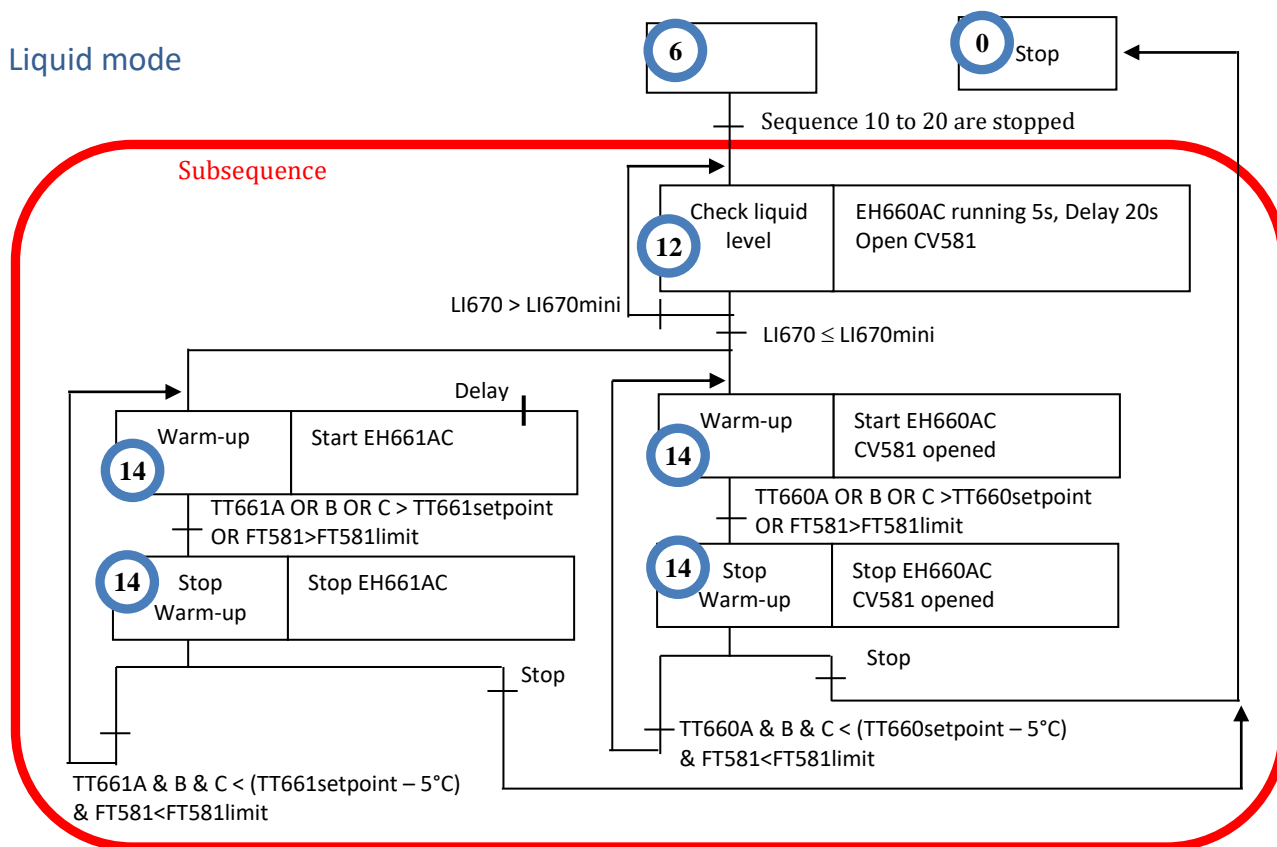 Liquid mode
6
0
Stop
Sequence 10 to 20 are stopped
Subsequence
Check liquid
level
12
EH660AC running 5s, Delay 20s
Open CV581
LI670 > LI670mini
LI670 ≤ LI670mini
Delay
Warm-up
14
Start EH661AC
Warm-up
14
Start EH660AC
CV581 opened
TT661A OR B OR C > TT661setpoint
OR FT581>FT581limit
TT660A OR B OR C >TT660setpoint
OR FT581>FT581limit
14
Stop
Warm-up
Stop EH661AC
14
Stop
Warm-up
Stop EH660AC
CV581 opened
Stop
Stop
TT661A & B & C < (TT661setpoint – 5°C)
& FT581<FT581limit
TT660A & B & C < (TT660setpoint – 5°C)
& FT581<FT581limit